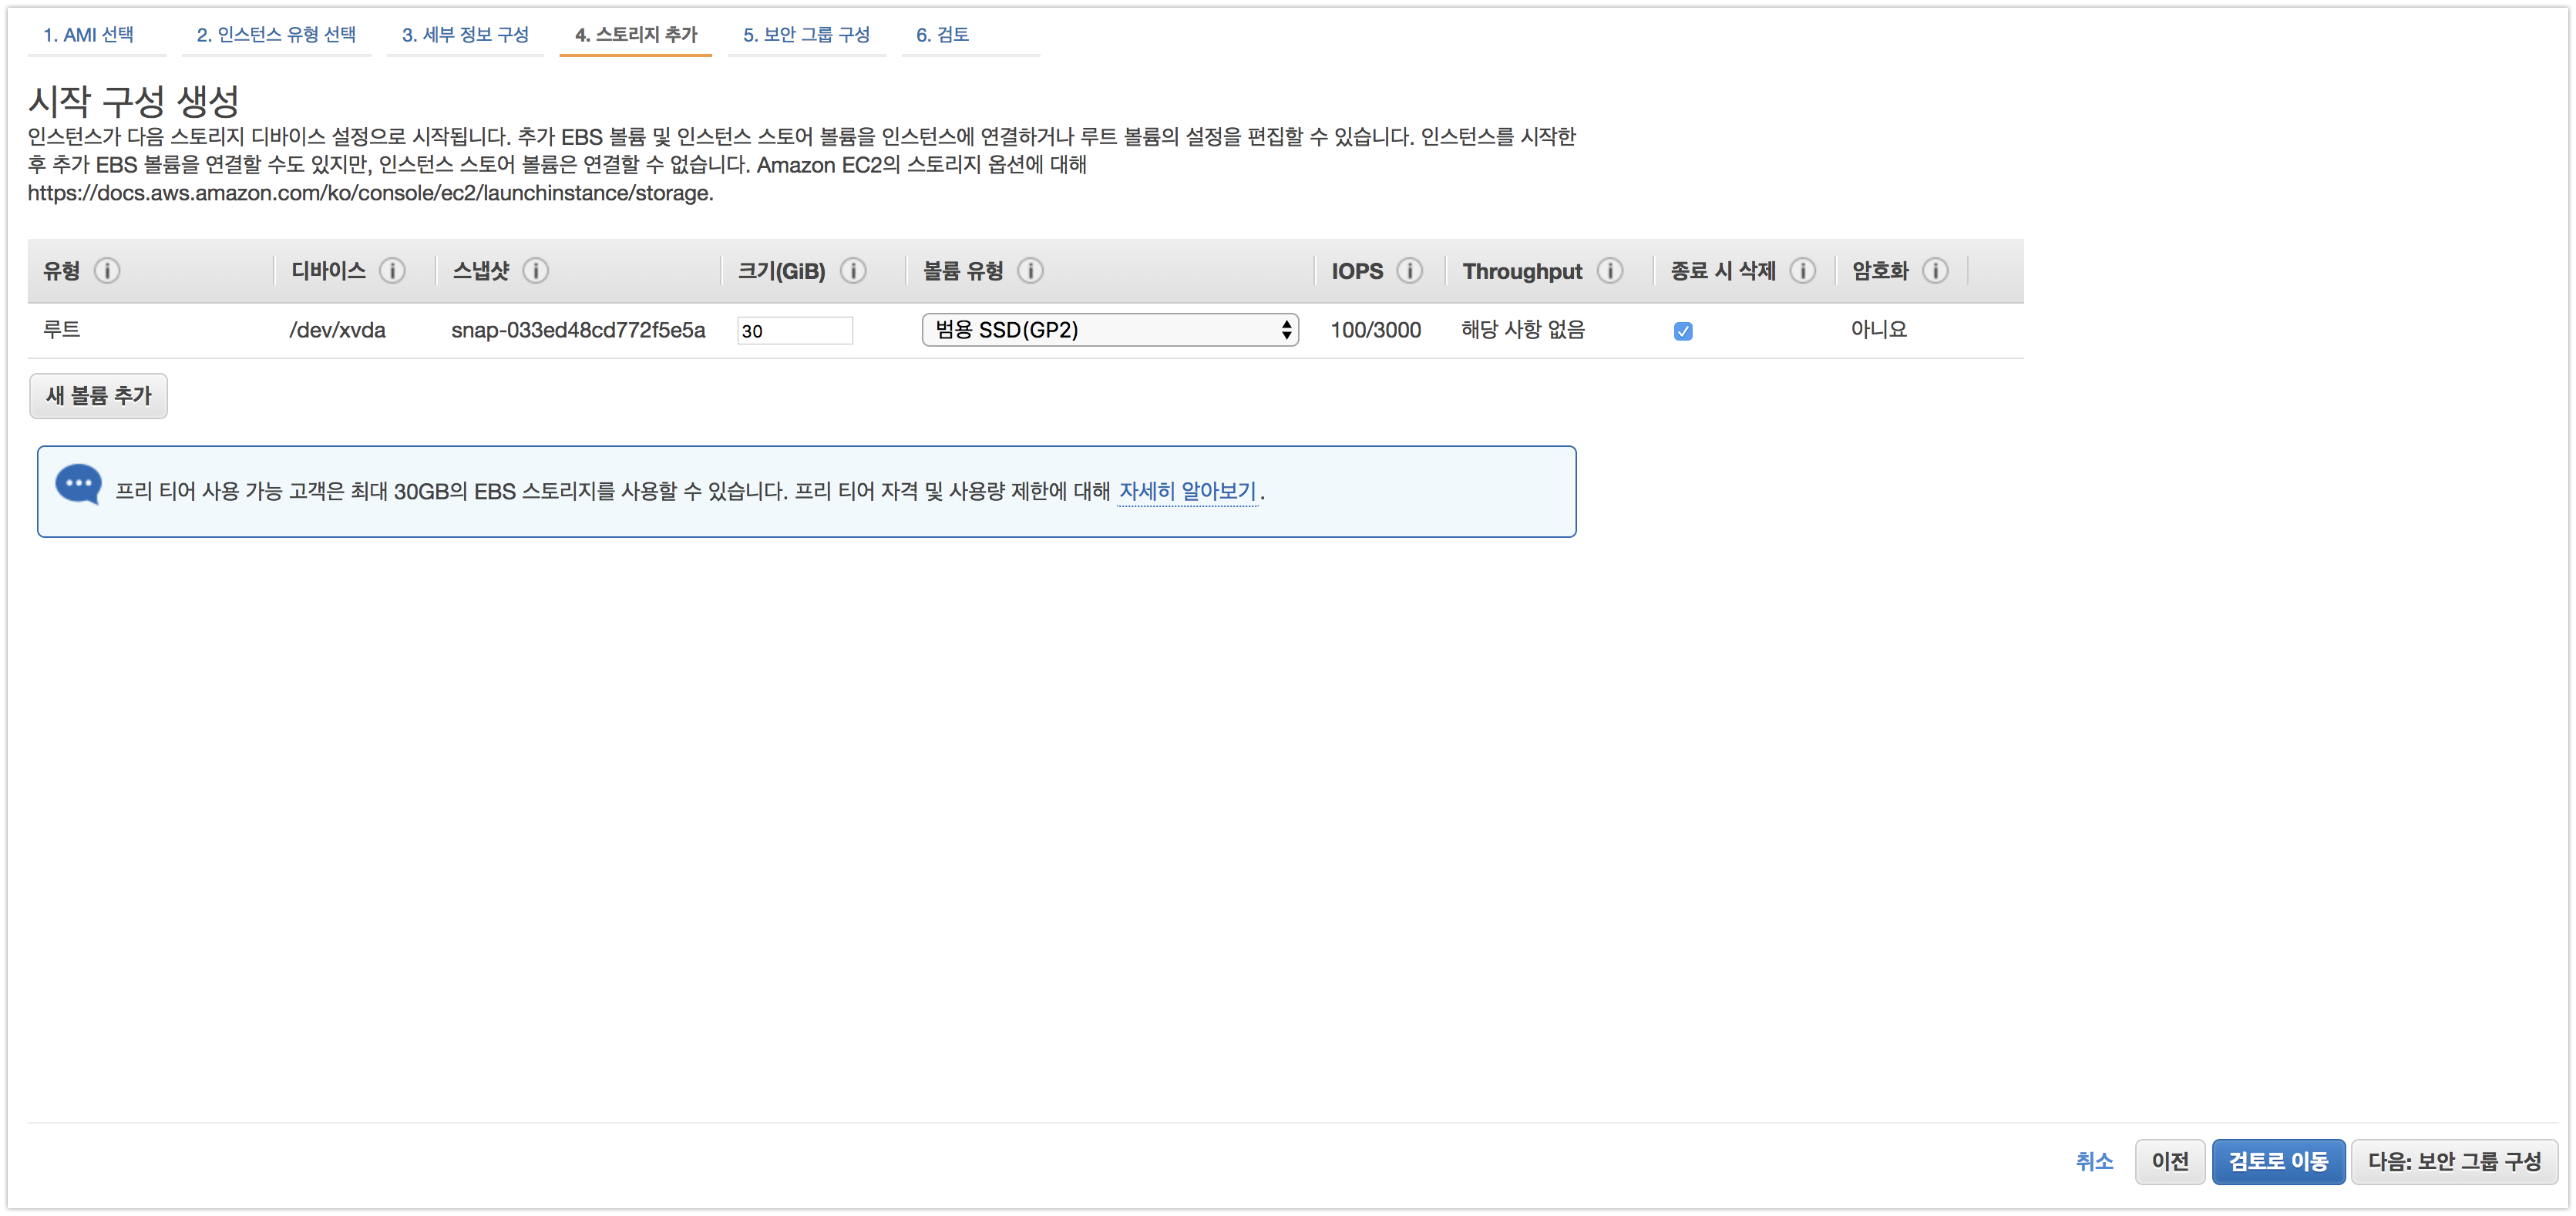 1. AMI 선택 2. 인스턴스 유형 선택 3. 세부 정보 구성 4. 스토리지 추가 5. 보안 그룹 구성 6. 검토
시작 구성 생성
인스턴스가 다음 스토리지 디바이스 설정으로 시작됩니다. 추가 EBS 볼륨 및 인스턴스 스토어 볼륨을 인스턴스에 연결하거나 루트 볼륨의 설정을 편집할 수 있습니다. 인스턴스를 시작한
후 추가 EBS 볼륨을 연결할 수도 있지만, 인스턴스 스토어 볼륨은 연결할 수 없습니다. Amazon EC2의 스토리지 옵션에 대해
https://docs.aws.amazon.com/ko/console/ec2/launchinstance/storage.
유형 i 디바이스 i 스냅샷 i 크기(GiB) i 볼륨 유형 i IOPS i Throughput i 종료 시 삭제 i 암호화 i
루트 /dev/xvda snap-033ed48cd772f5e5a 30 범용 SSD(GP2) 100/3000 해당 사항 없음 아니요
새 볼륨 추가
프리 티어 사용 가능 고객은 최대 30GB의 EBS 스토리지를 사용할 수 있습니다. 프리 티어 자격 및 사용량 제한에 대해 자세히 알아보기.
취소 이전 검토로 이동 다음: 보안 그룹 구성